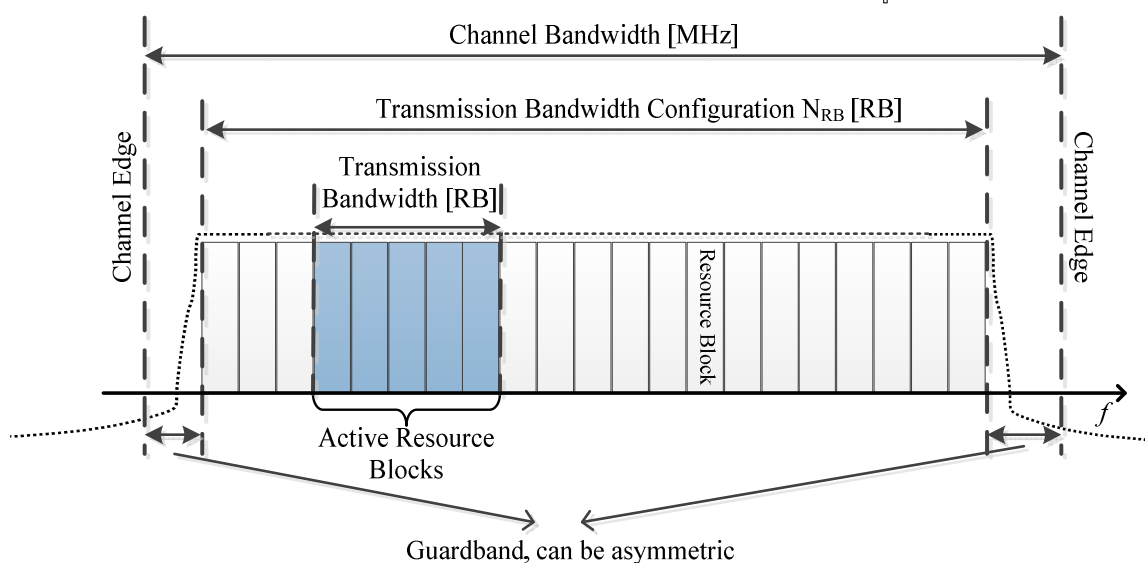 Channel Bandwidth [MHz]
Transmission Bandwidth Configuration N_RB [RB]
Transmission
Bandwidth [RB]
Channel Edge
Channel Edge
Resource Block
f
Active Resource
Blocks
Guardband, can be asymmetric